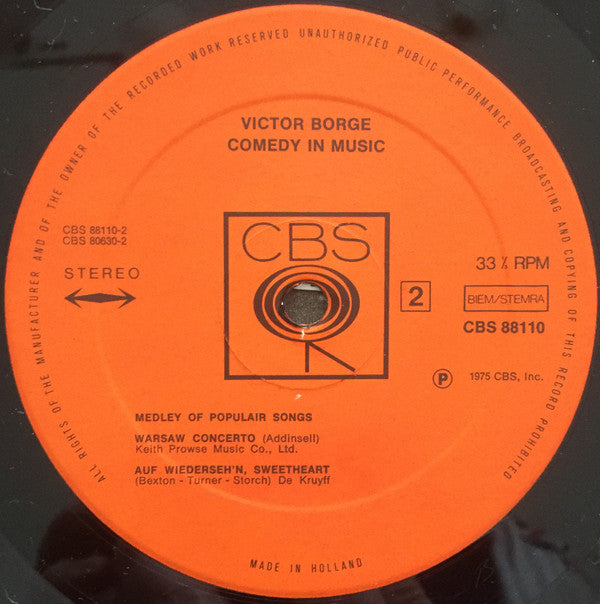 ALL RIGHTS OF THE MANUFACTURER AND OF THE OWNER OF THE RECORDED WORK RESERVED UNAUTHORIZED PUBLIC PERFORMANCE BROADCASTING AND COPYING OF THIS RECORD PROHIBITED
VICTOR BORGE
COMEDY IN MUSIC
CBS 88110-2
CBS 80630-2
STEREO
CBS
2
33 ⅓ RPM
BIEM/STEMRA
CBS 88110
℗ 1975 CBS, Inc.
MEDLEY OF POPULAIR SONGS
WARSAW CONCERTO (Addinsell)
Keith Prowse Music Co., Ltd.
AUF WIEDERSEH'N, SWEETHEART
(Bexton - Turner - Storch) De Kruyff
MADE IN HOLLAND